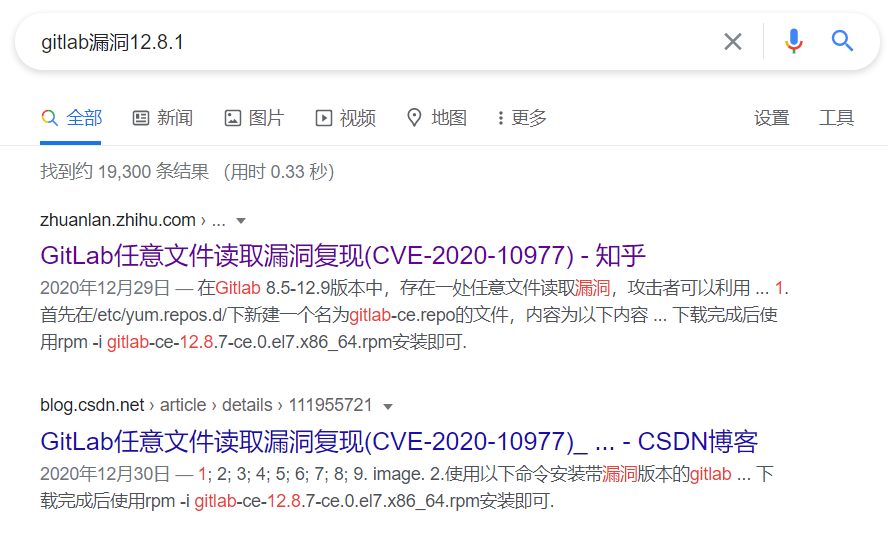 gitlab漏洞12.8.1
全部 新闻 图片 视频 地图 更多 设置 工具
找到约 19,300 条结果 （用时 0.33 秒）
zhuanlan.zhihu.com › ...
GitLab任意文件读取漏洞复现(CVE-2020-10977) - 知乎
2020年12月29日 — 在Gitlab 8.5-12.9版本中，存在一处任意文件读取漏洞，攻击者可以利用 ... 1.
首先在/etc/yum.repos.d/下新建一个名为gitlab-ce.repo的文件，内容为以下内容 ... 下载完成后使
用rpm -i gitlab-ce-12.8.7-ce.0.el7.x86_64.rpm安装即可.
blog.csdn.net › article › details › 111955721
GitLab任意文件读取漏洞复现(CVE-2020-10977)_ ... - CSDN博客
2020年12月30日 — 1; 2; 3; 4; 5; 6; 7; 8; 9. image. 2.使用以下命令安装带漏洞版本的gitlab ... 下
载完成后使用rpm -i gitlab-ce-12.8.7-ce.0.el7.x86_64.rpm安装即可.